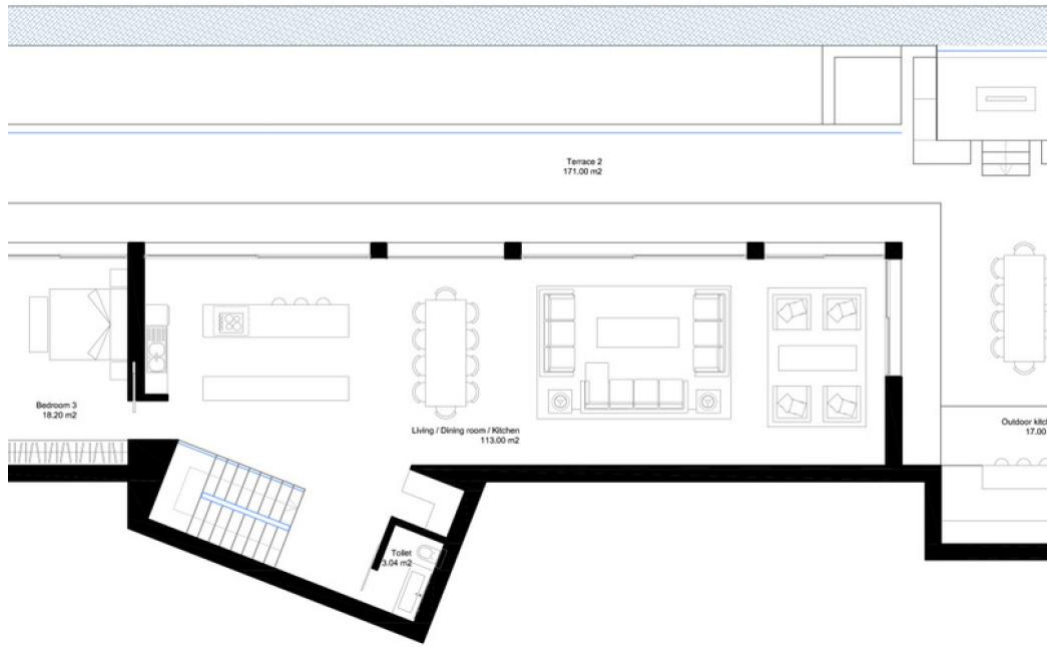 Terrace 2
171.00 m2
Bedroom 3
18.20 m2
Living / Dining room / Kitchen
113.00 m2
Outdoor kitc
17.00
Toilet
3.04 m2